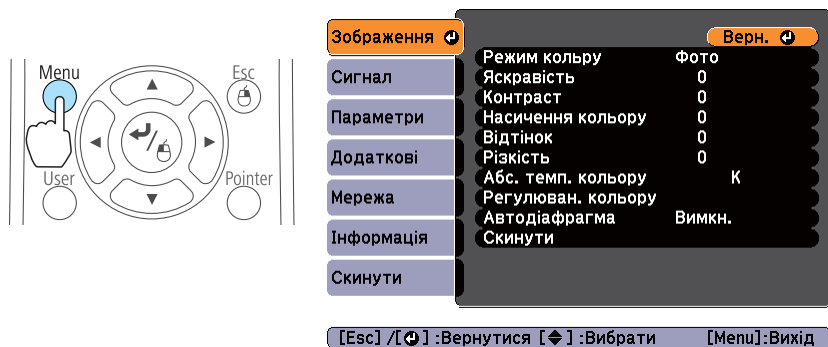 Menu
Esc
User
Pointer
Зображення
Сигнал
Параметри
Додаткові
Мережа
Інформація
Скинути
Верн.
Режим кольру Фото
Яскравість 0
Контраст 0
Насичення кольору 0
Відтінок 0
Різкість 0
Абс. темп. кольору K
Регулюван. кольору
Автодіафрагма Вимкн.
Скинути
[Esc] /[ ] :Вернутися [ ] :Вибрати [Menu]:Вихід